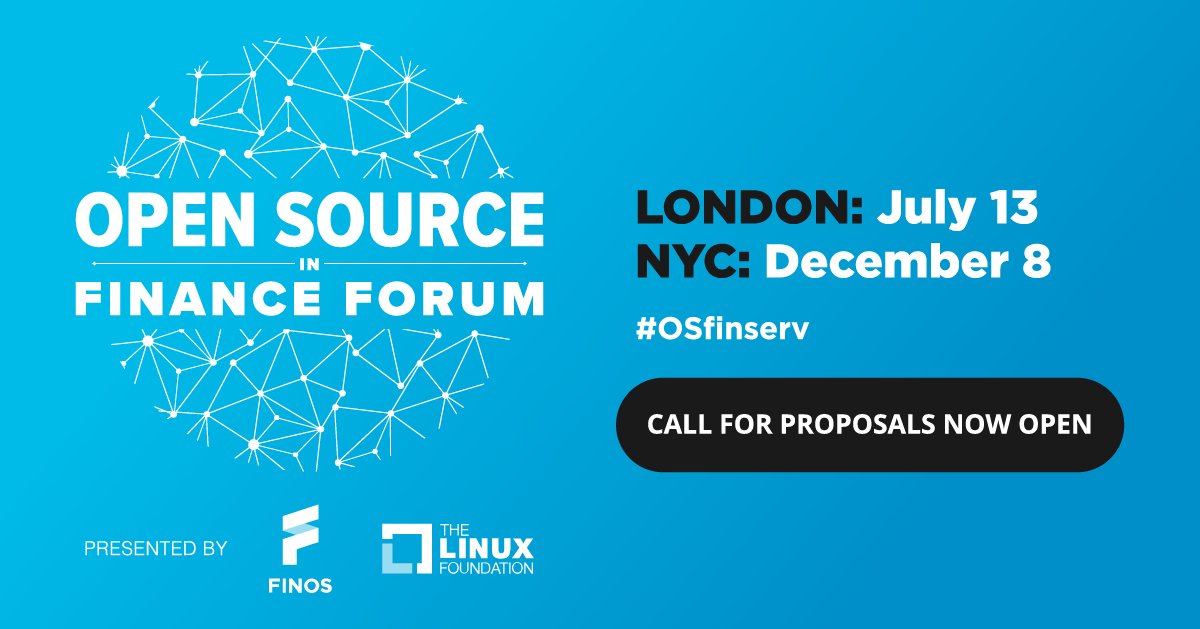 OPEN SOURCE
IN
FINANCE FORUM
LONDON: July 13
NYC: December 8
#OSfinserv
CALL FOR PROPOSALS NOW OPEN
PRESENTED BY
FINOS
THE
LINUX
FOUNDATION